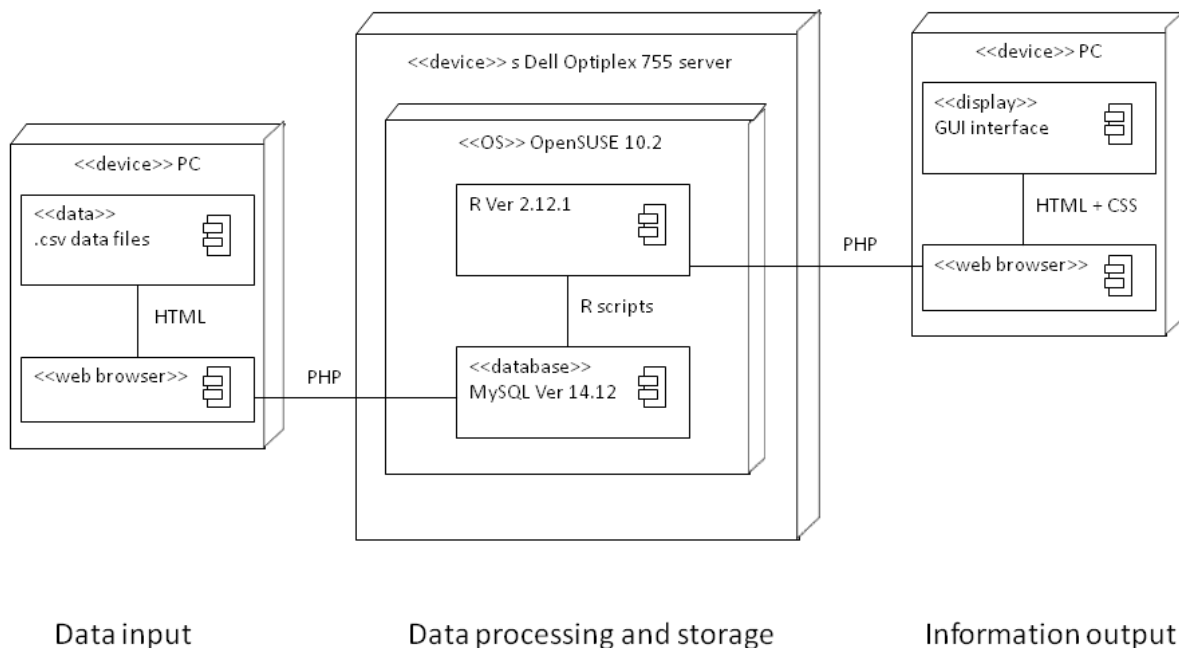 <<device>> PC
<<data>>
.csv data files
HTML
<<web browser>>
PHP
<<device>> s Dell Optiplex 755 server
<<OS>> OpenSUSE 10.2
R Ver 2.12.1
R scripts
<<database>>
MySQL Ver 14.12
PHP
<<device>> PC
<<display>>
GUI interface
HTML + CSS
<<web browser>>
Data input
Data processing and storage
Information output